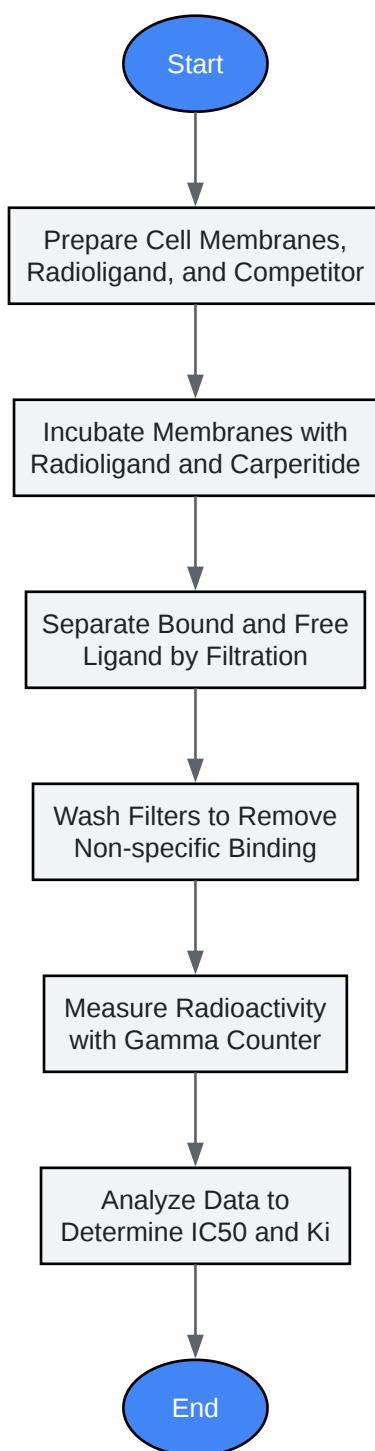 Start
Prepare Cell Membranes,
Radioligand, and Competitor
Incubate Membranes with
Radioligand and Carperitide
Separate Bound and Free
Ligand by Filtration
Wash Filters to Remove
Non-specific Binding
Measure Radioactivity
with Gamma Counter
Analyze Data to
Determine IC50 and Ki
End